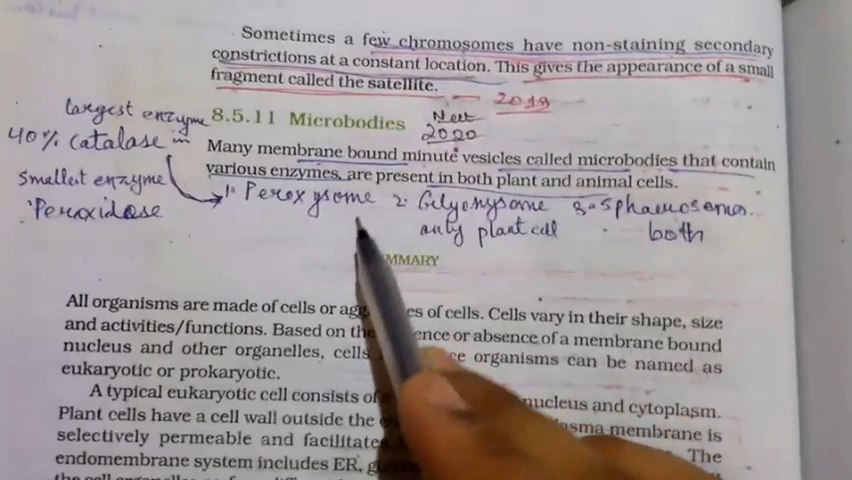 Sometimes a few chromosomes have non-staining secondary
constrictions at a constant location. This gives the appearance of a small
fragment called the satellite.
2019
largest enzyme
40% catalase in
8.5.11 Microbodies
Neet
2020
Many membrane bound minute vesicles called microbodies that contain
various enzymes, are present in both plant and animal cells.
Smallest enzyme
Peroxidase
1. Peroxysome 2. Glyoxysome 3. Sphaerosomes.
only plant cell both
MMARY
All organisms are made of cells or agg es of cells. Cells vary in their shape, size
and activities/functions. Based on the ence or absence of a membrane bound
nucleus and other organelles, cells organisms can be named as
eukaryotic or prokaryotic.
A typical eukaryotic cell consists of nucleus and cytoplasm.
Plant cells have a cell wall outside the membrane is
selectively permeable and facilitates The
endomembrane system includes ER,